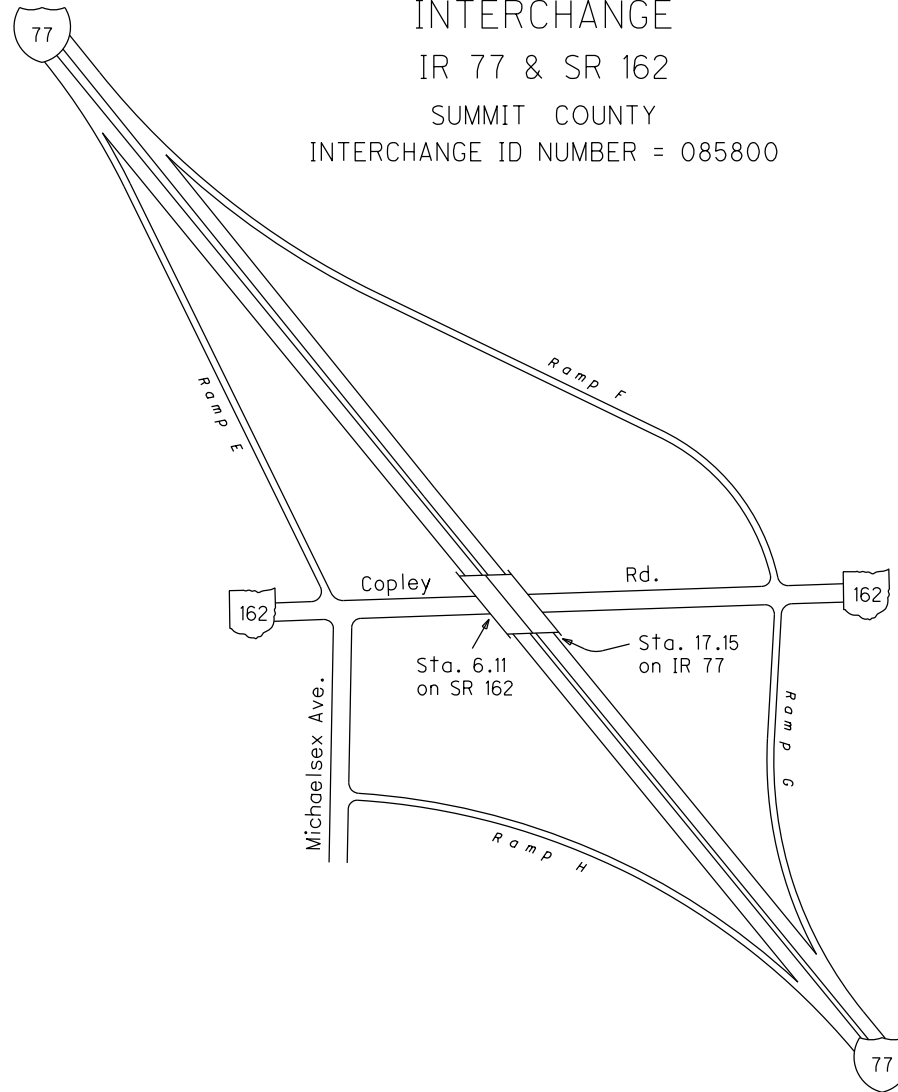 INTERCHANGE
77
IR 77 & SR 162
SUMMIT COUNTY
INTERCHANGE ID NUMBER = 085800
Ramp F
Ramp E
Copley
Rd.
162
162
Sta. 6.11
on SR 162
Sta. 17.15
on IR 77
Michaelsex Ave.
Ramp G
Ramp H
77